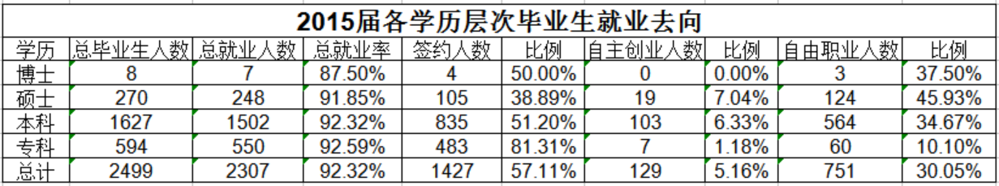 2015届各学历层次毕业生就业去向
学历 总毕业生人数 总就业人数 总就业率 签约人数 比例 自主创业人数 比例 自由职业人数 比例
博士 8 7 87.50% 4 50.00% 0 0.00% 3 37.50%
硕士 270 248 91.85% 105 38.89% 19 7.04% 124 45.93%
本科 1627 1502 92.32% 835 51.20% 103 6.33% 564 34.67%
专科 594 550 92.59% 483 81.31% 7 1.18% 60 10.10%
总计 2499 2307 92.32% 1427 57.11% 129 5.16% 751 30.05%